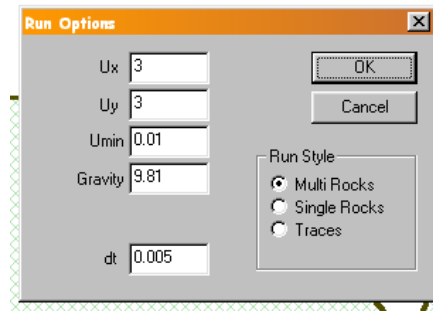 Run Options
Ux 3
Uy 3
Umin 0.01
Gravity 9.81
dt 0.005
OK
Cancel
Run Style
Multi Rocks
Single Rocks
Traces